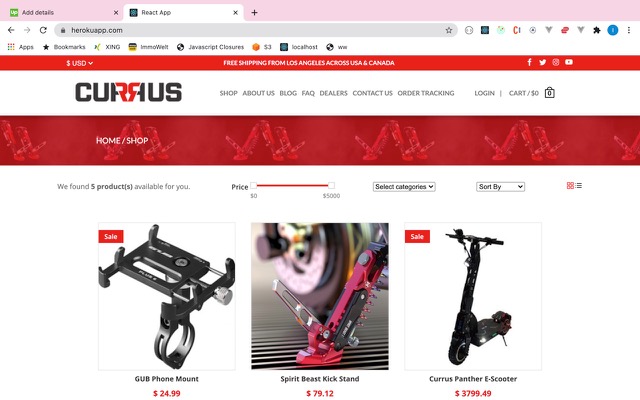 Add details
React App
herokuapp.com
Apps
Bookmarks
XING
ImmoWelt
Javascript Closures
S3
localhost
ww
$ USD
FREE SHIPPING FROM LOS ANGELES ACROSS USA & CANADA
CURRUS
SHOP ABOUT US BLOG FAQ DEALERS CONTACT US ORDER TRACKING
LOGIN | CART / $0 0
HOME / SHOP
We found 5 product(s) available for you.
Price
$0 $5000
Select categories
Sort By
Sale
Sale
GUB Phone Mount
$ 24.99
Spirit Beast Kick Stand
$ 79.12
Currus Panther E-Scooter
$ 3799.49